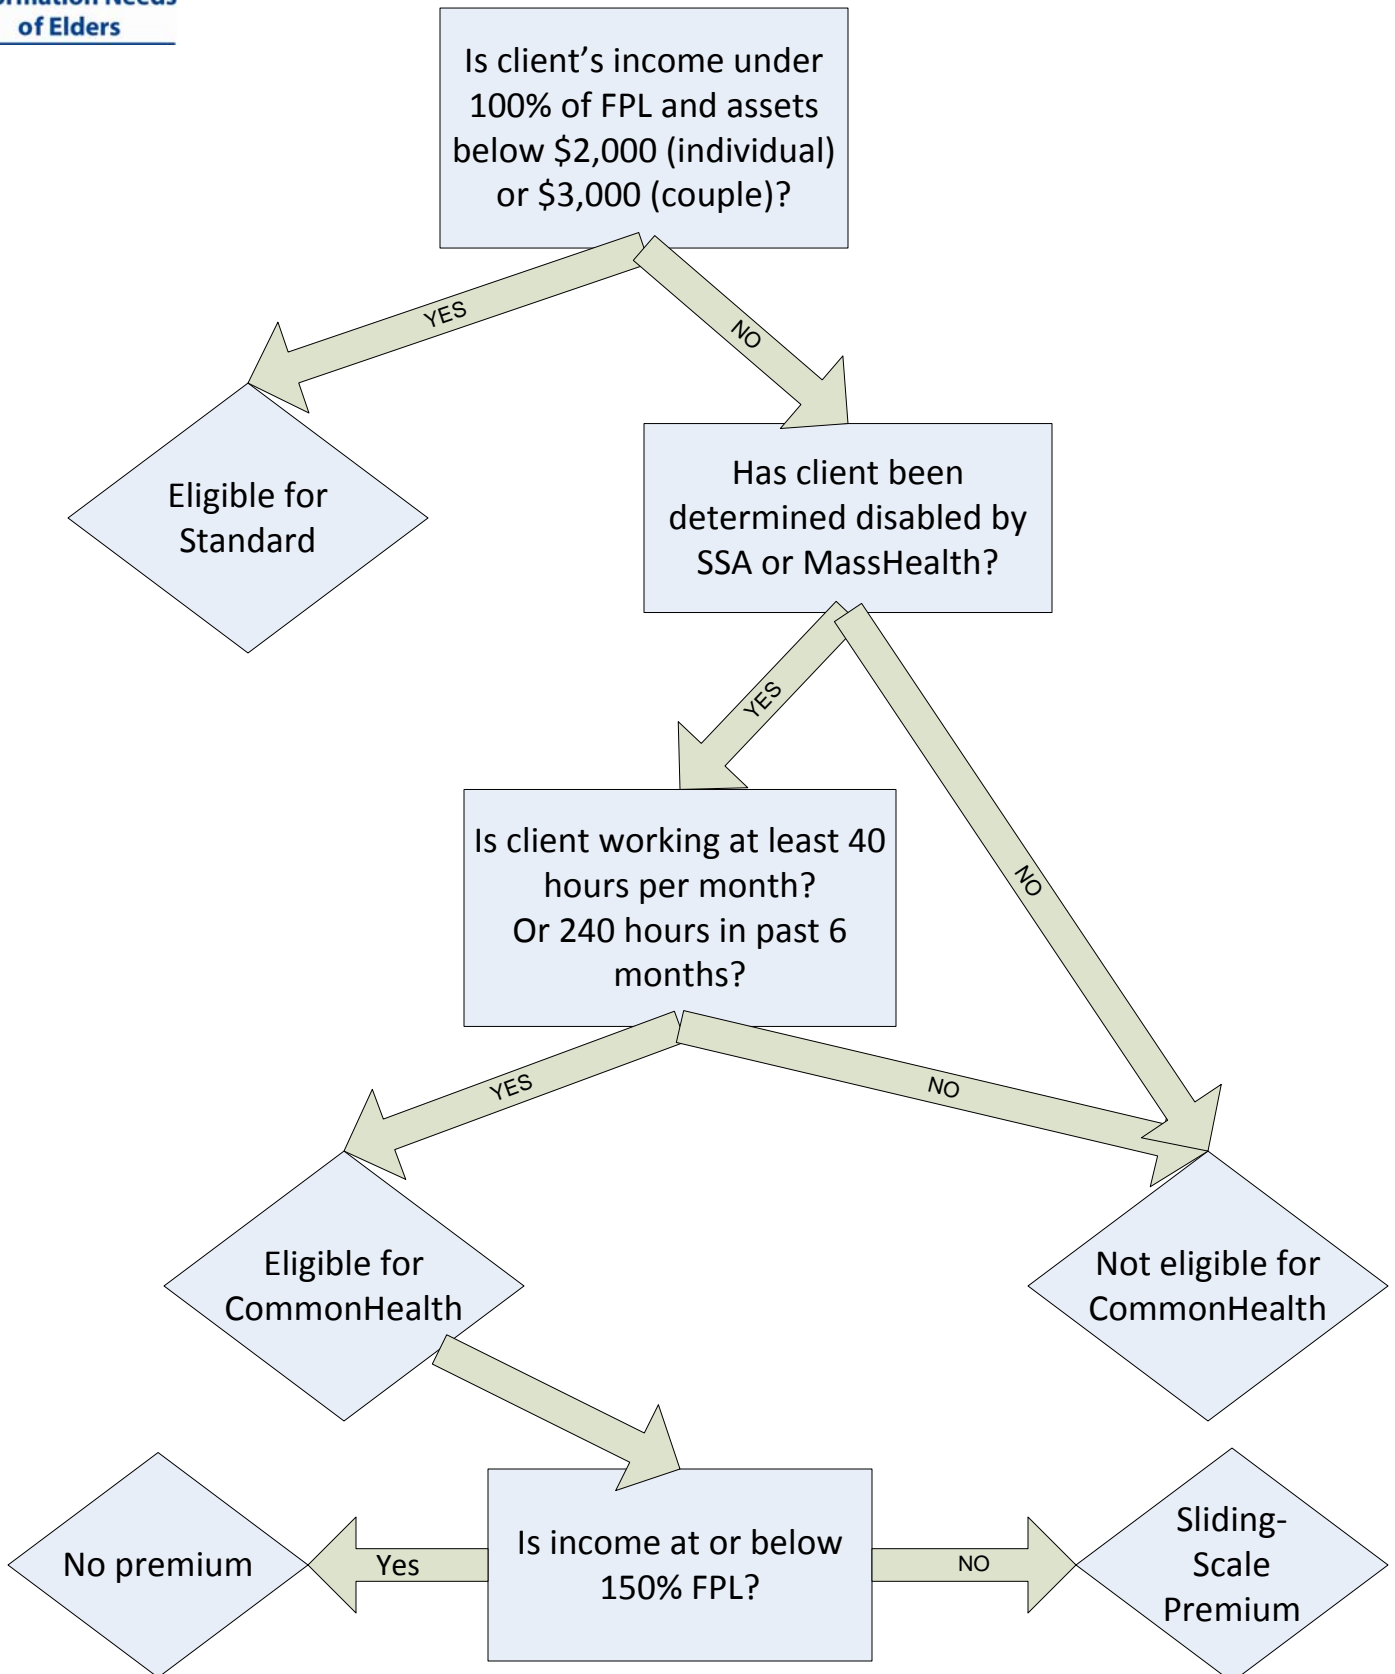 of Elders
Is client’s income under
100% of FPL and assets
below $2,000 (individual)
or $3,000 (couple)?
YES
NO
Eligible for
Standard
Has client been
determined disabled by
SSA or MassHealth?
YES
NO
Is client working at least 40
hours per month?
Or 240 hours in past 6
months?
YES
NO
Eligible for
CommonHealth
Not eligible for
CommonHealth
No premium
Yes
Is income at or below
150% FPL?
NO
Sliding-
Scale
Premium